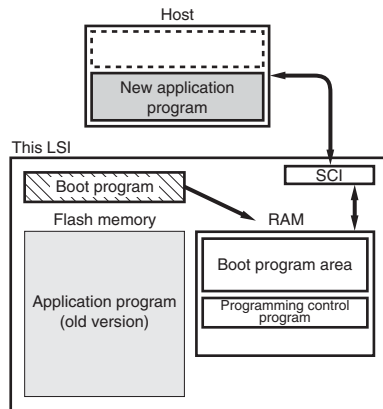 Host
New application
program
This LSI
SCI
Boot program
Flash memory
RAM
Boot program area
Application program
(old version)
Programming control
program